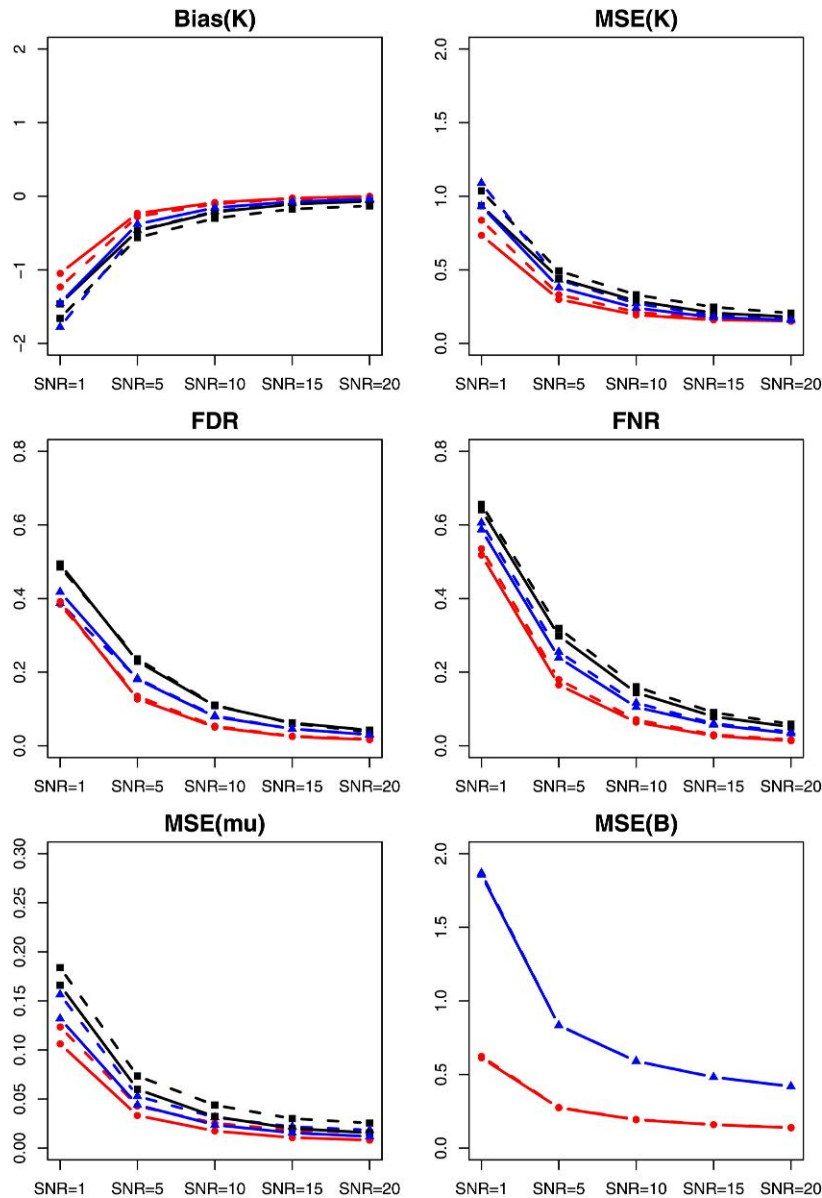 Bias(K)
2
1
0
−1
−2
SNR=1 SNR=5 SNR=10 SNR=15 SNR=20
MSE(K)
2.0
1.5
1.0
0.5
0.0
SNR=1 SNR=5 SNR=10 SNR=15 SNR=20
FDR
0.8
0.6
0.4
0.2
0.0
SNR=1 SNR=5 SNR=10 SNR=15 SNR=20
FNR
0.8
0.6
0.4
0.2
0.0
SNR=1 SNR=5 SNR=10 SNR=15 SNR=20
MSE(mu)
0.30
0.25
0.20
0.15
0.10
0.05
0.00
SNR=1 SNR=5 SNR=10 SNR=15 SNR=20
MSE(B)
2.0
1.5
1.0
0.5
0.0
SNR=1 SNR=5 SNR=10 SNR=15 SNR=20